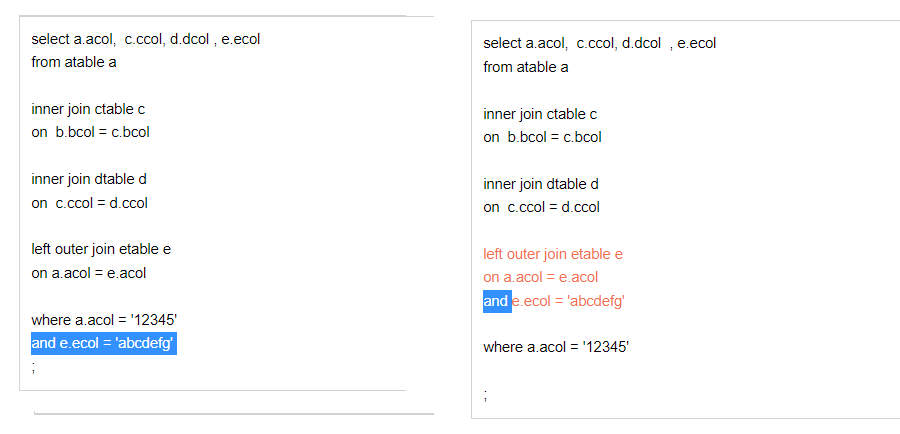 select a.acol, c.ccol, d.dcol , e.ecol
from atable a
inner join ctable c
on b.bcol = c.bcol
inner join dtable d
on c.ccol = d.ccol
left outer join etable e
on a.acol = e.acol
where a.acol = '12345'
and e.ecol = 'abcdefg'
;
select a.acol, c.ccol, d.dcol , e.ecol
from atable a
inner join ctable c
on b.bcol = c.bcol
inner join dtable d
on c.ccol = d.ccol
left outer join etable e
on a.acol = e.acol
and e.ecol = 'abcdefg'
where a.acol = '12345'
;